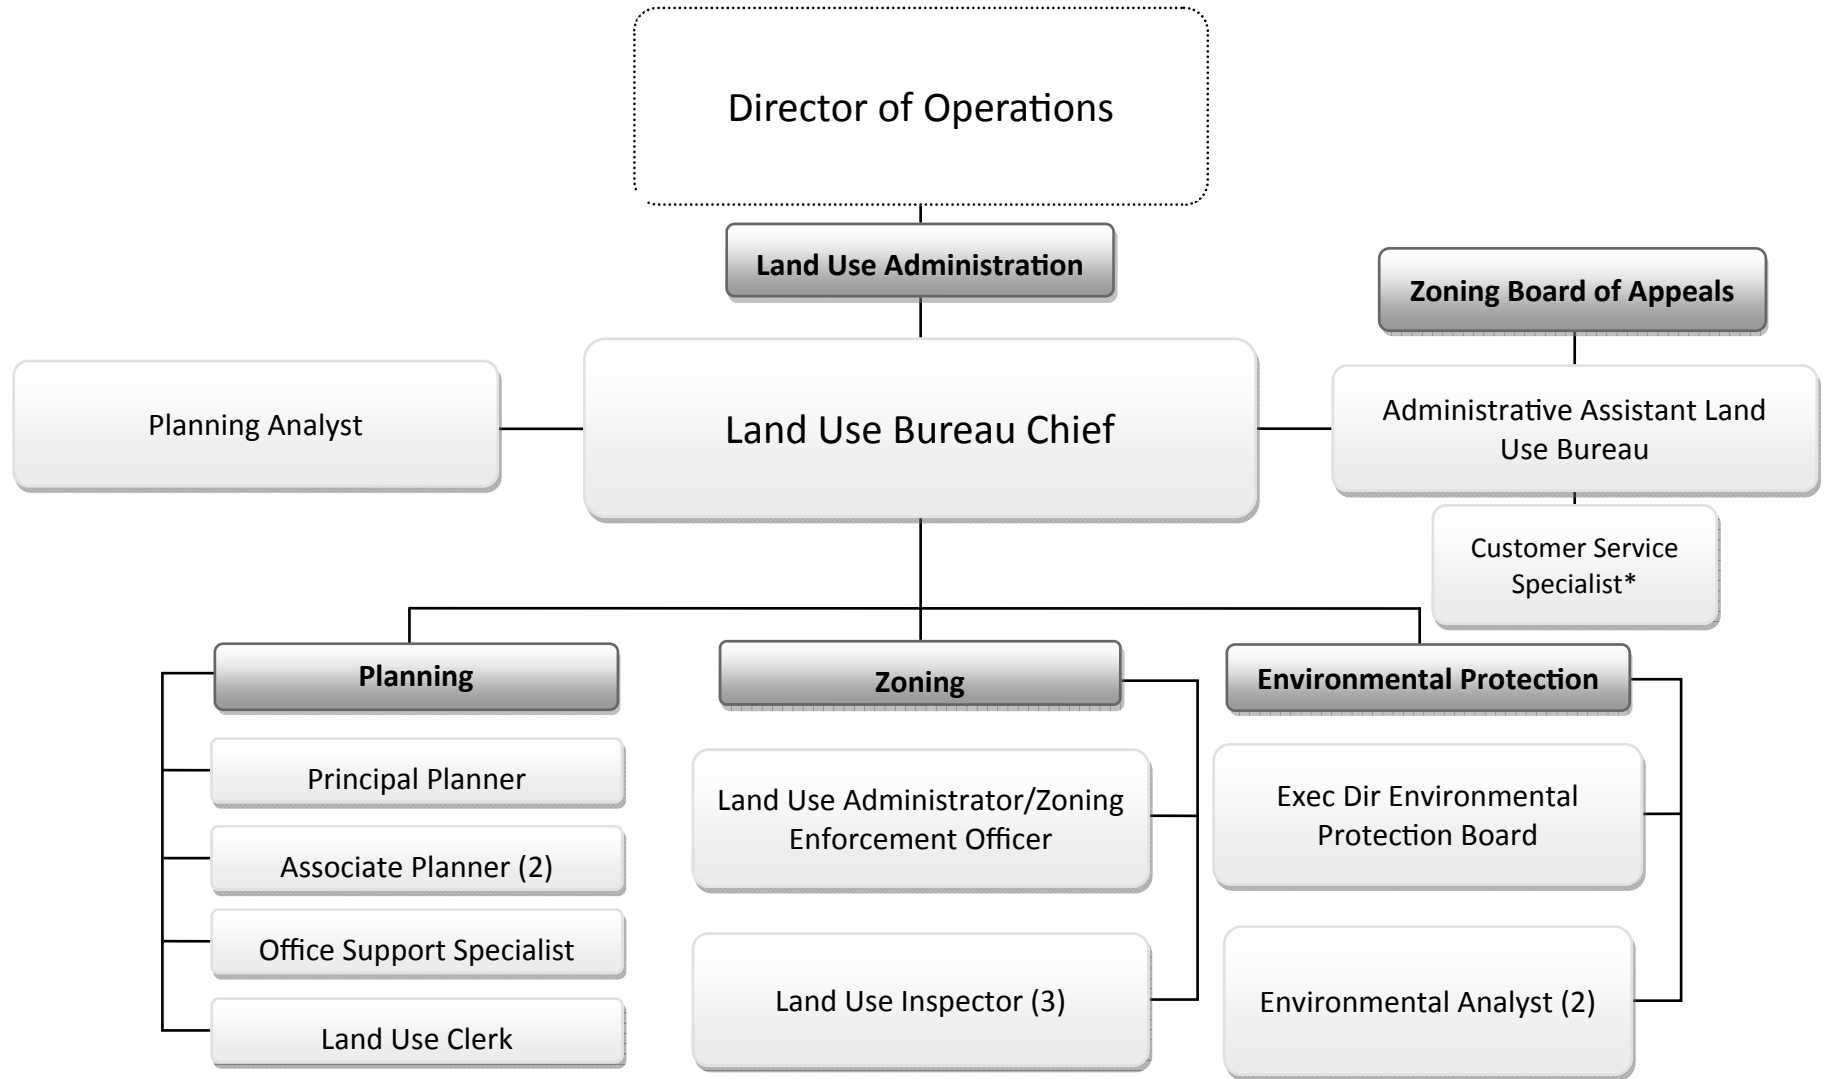 Director of Operations
Land Use Administration
Zoning Board of Appeals
Planning Analyst
Land Use Bureau Chief
Administrative Assistant Land
Use Bureau
Customer Service
Specialist*
Planning
Principal Planner
Associate Planner (2)
Office Support Specialist
Land Use Clerk
Zoning
Land Use Administrator/Zoning
Enforcement Officer
Land Use Inspector (3)
Environmental Protection
Exec Dir Environmental
Protection Board
Environmental Analyst (2)